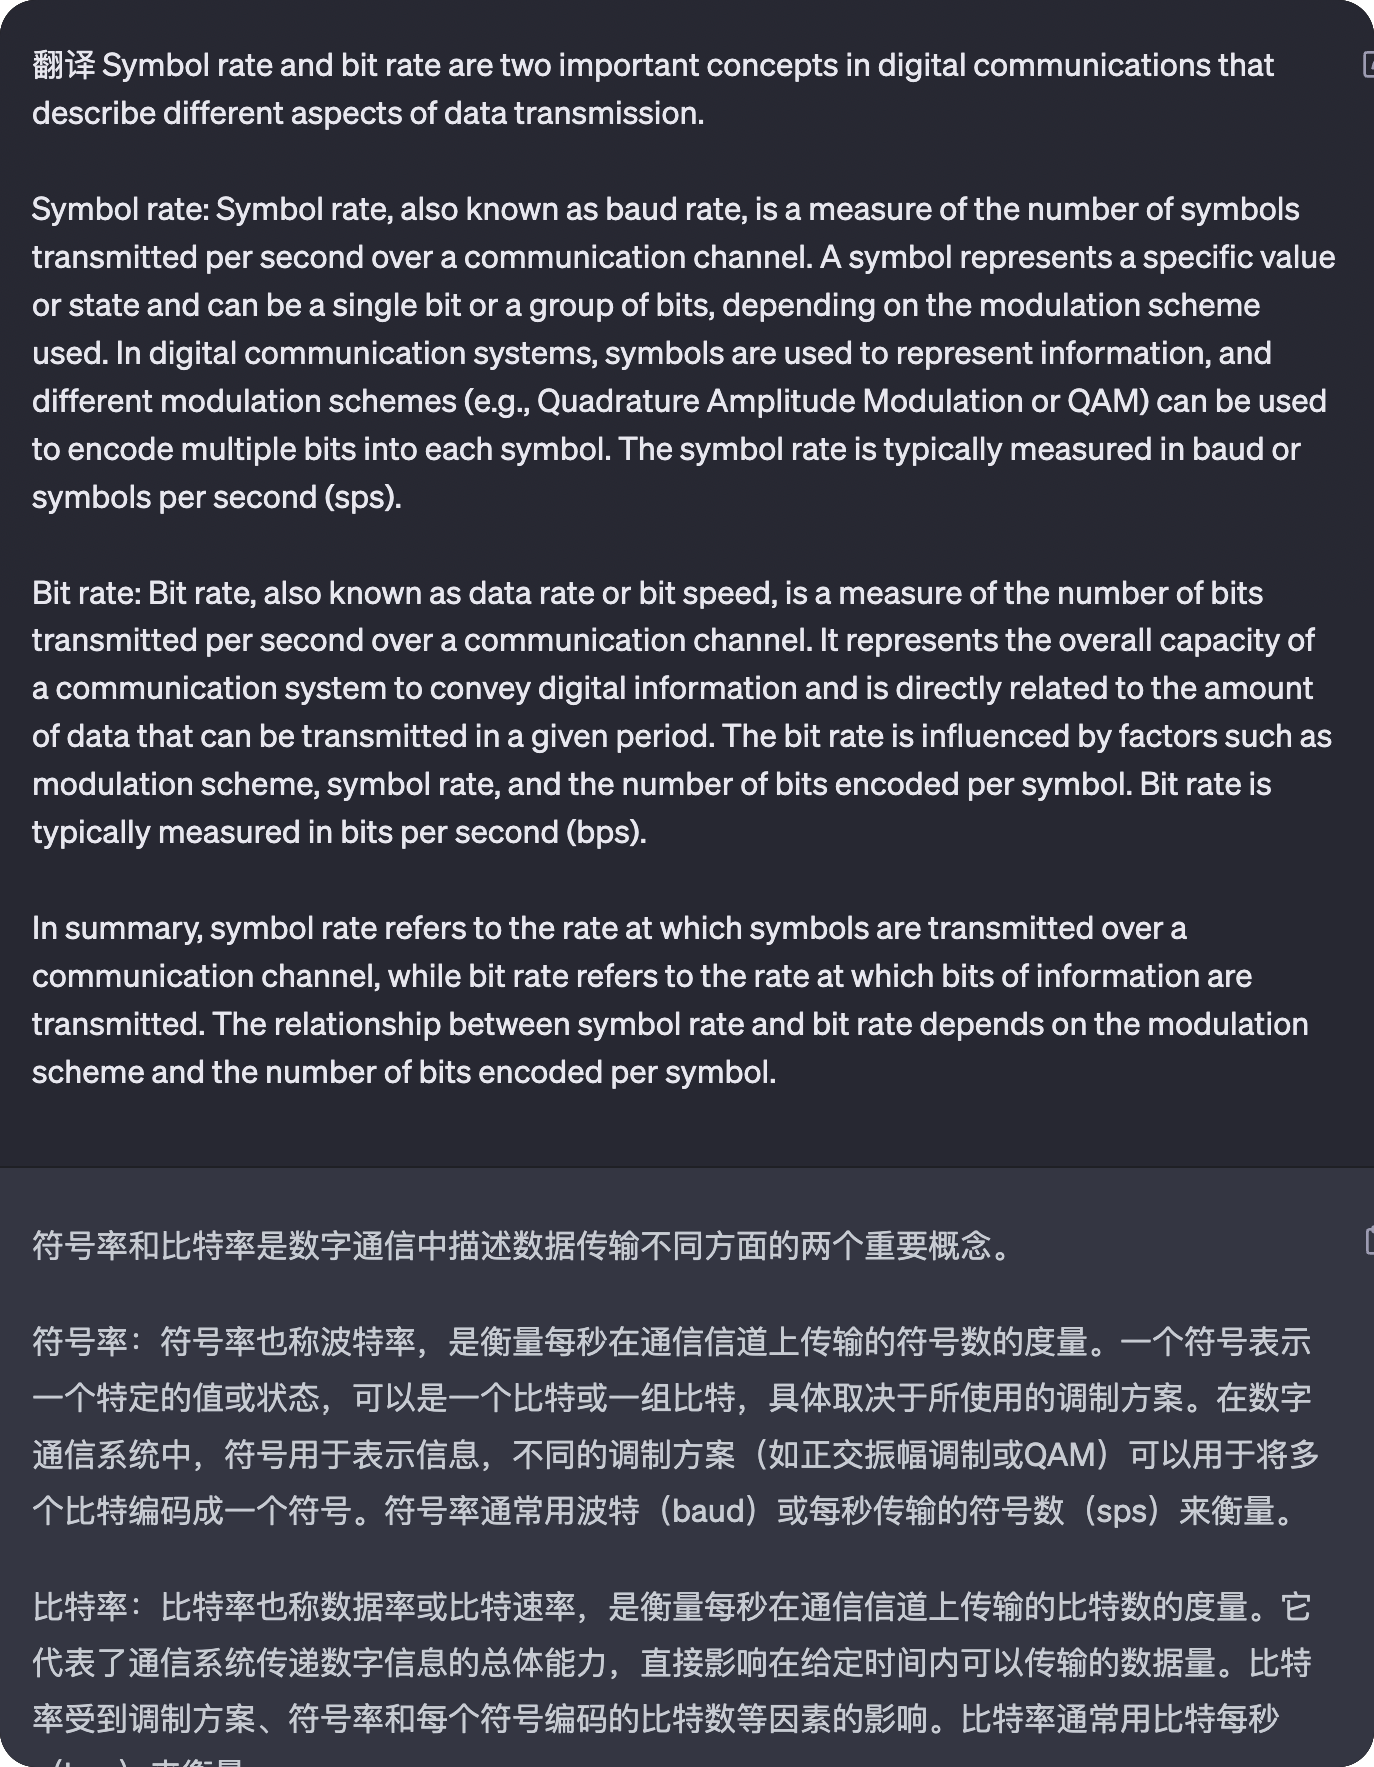 翻译 Symbol rate and bit rate are two important concepts in digital communications that
describe different aspects of data transmission.
Symbol rate: Symbol rate, also known as baud rate, is a measure of the number of symbols
transmitted per second over a communication channel. A symbol represents a specific value
or state and can be a single bit or a group of bits, depending on the modulation scheme
used. In digital communication systems, symbols are used to represent information, and
different modulation schemes (e.g., Quadrature Amplitude Modulation or QAM) can be used
to encode multiple bits into each symbol. The symbol rate is typically measured in baud or
symbols per second (sps).
Bit rate: Bit rate, also known as data rate or bit speed, is a measure of the number of bits
transmitted per second over a communication channel. It represents the overall capacity of
a communication system to convey digital information and is directly related to the amount
of data that can be transmitted in a given period. The bit rate is influenced by factors such as
modulation scheme, symbol rate, and the number of bits encoded per symbol. Bit rate is
typically measured in bits per second (bps).
In summary, symbol rate refers to the rate at which symbols are transmitted over a
communication channel, while bit rate refers to the rate at which bits of information are
transmitted. The relationship between symbol rate and bit rate depends on the modulation
scheme and the number of bits encoded per symbol.
符号率和比特率是数字通信中描述数据传输不同方面的两个重要概念。
符号率：符号率也称波特率，是衡量每秒在通信信道上传输的符号数的度量。一个符号表示
一个特定的值或状态，可以是一个比特或一组比特，具体取决于所使用的调制方案。在数字
通信系统中，符号用于表示信息，不同的调制方案（如正交振幅调制或QAM）可以用于将多
个比特编码成一个符号。符号率通常用波特（baud）或每秒传输的符号数（sps）来衡量。
比特率：比特率也称数据率或比特速率，是衡量每秒在通信信道上传输的比特数的度量。它
代表了通信系统传递数字信息的总体能力，直接影响在给定时间内可以传输的数据量。比特
率受到调制方案、符号率和每个符号编码的比特数等因素的影响。比特率通常用比特每秒